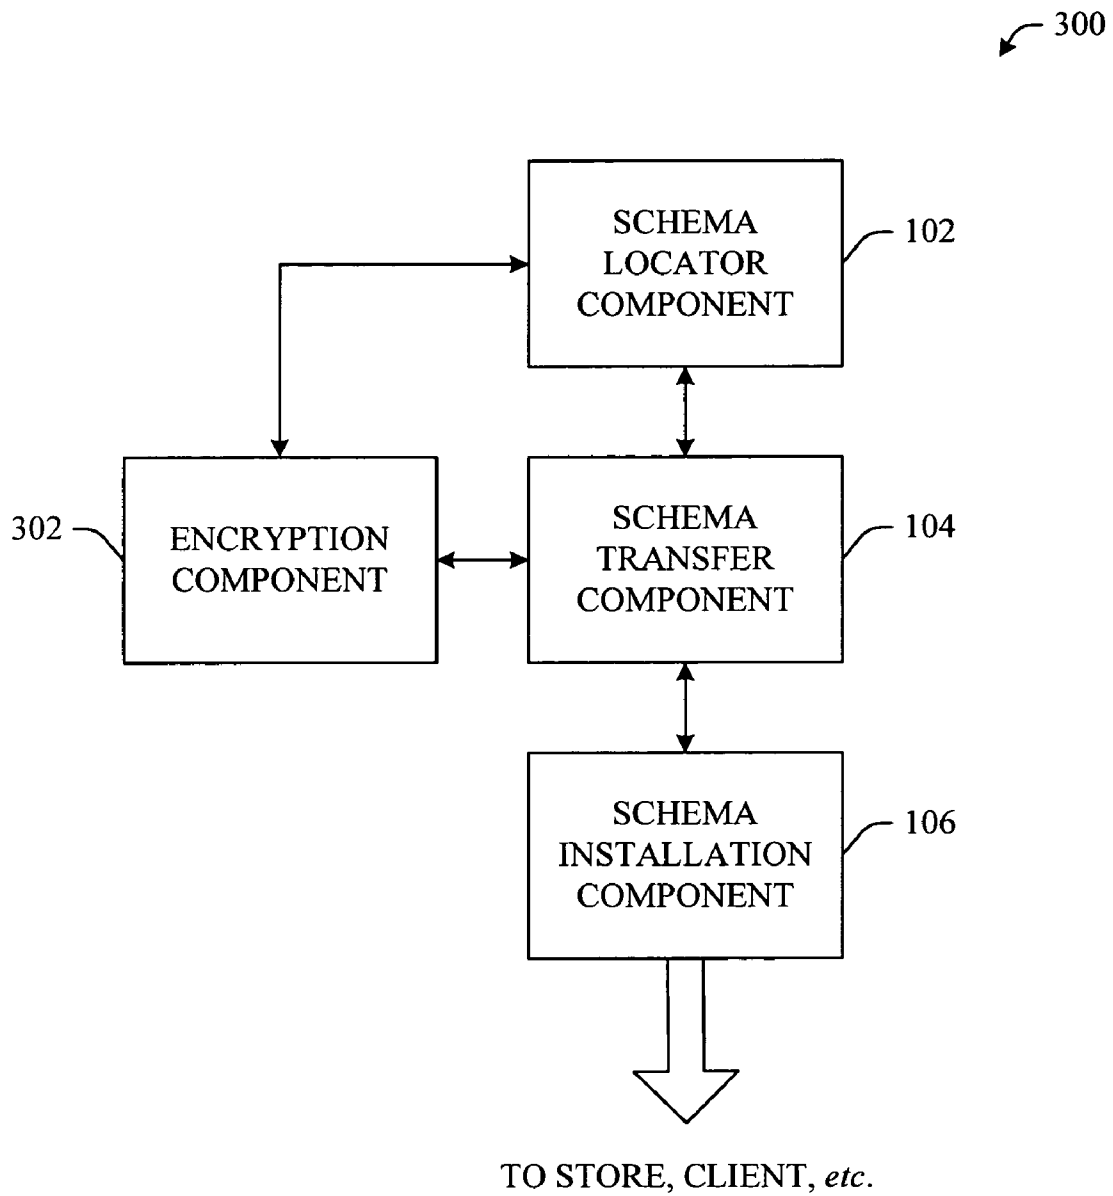 300
SCHEMA
LOCATOR
COMPONENT
102
302
ENCRYPTION
COMPONENT
SCHEMA
TRANSFER
COMPONENT
104
SCHEMA
INSTALLATION
COMPONENT
106
TO STORE, CLIENT, etc.